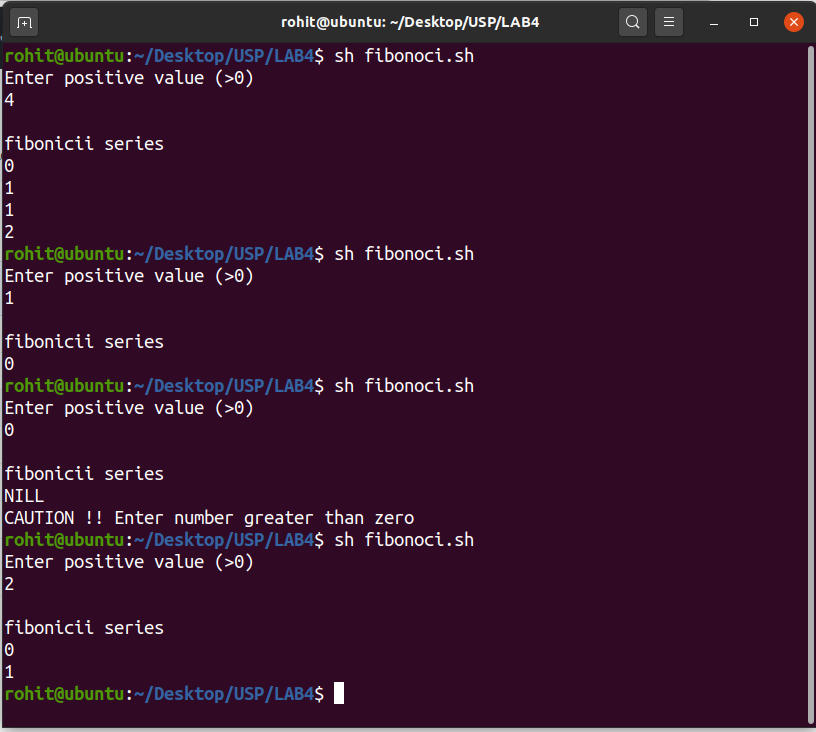 rohit@ubuntu: ~/Desktop/USP/LAB4
rohit@ubuntu:~/Desktop/USP/LAB4$ sh fibonoci.sh
Enter positive value (>0)
4
fibonicii series
0
1
1
2
rohit@ubuntu:~/Desktop/USP/LAB4$ sh fibonoci.sh
Enter positive value (>0)
1
fibonicii series
0
rohit@ubuntu:~/Desktop/USP/LAB4$ sh fibonoci.sh
Enter positive value (>0)
0
fibonicii series
NILL
CAUTION !! Enter number greater than zero
rohit@ubuntu:~/Desktop/USP/LAB4$ sh fibonoci.sh
Enter positive value (>0)
2
fibonicii series
0
1
rohit@ubuntu:~/Desktop/USP/LAB4$